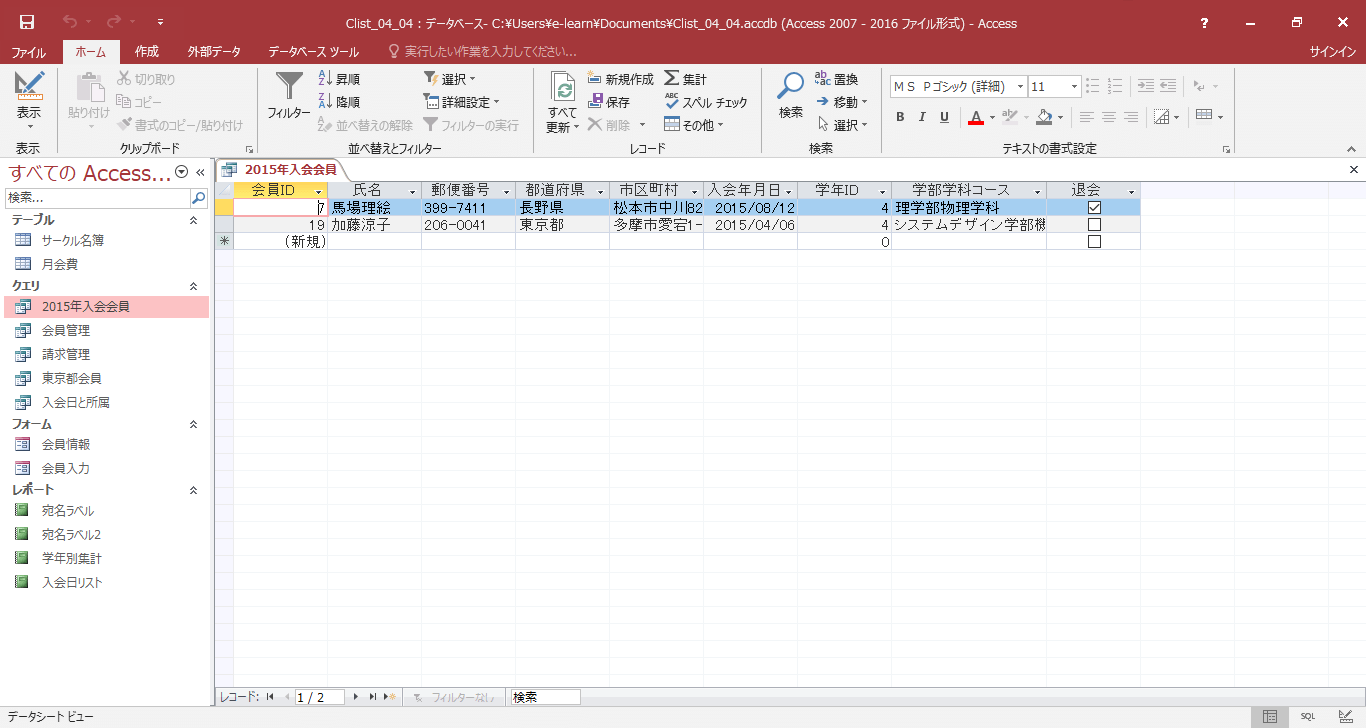 Clist_04_04 : データベース- C:¥Users¥e-learn¥Documents¥Clist_04_04.accdb (Access 2007 - 2016 ファイル形式) - Access
?
ファイル ホーム 作成 外部データ データベース ツール 実行したい作業を入力してください... サインイン
表示
表示
貼り付け
切り取り
コピー
書式のコピー/貼り付け
クリップボード
フィルター
昇順
降順
並べ替えの解除
選択
詳細設定
フィルターの実行
並べ替えとフィルター
すべて
更新
新規作成
保存
削除
集計
スペル チェック
その他
レコード
検索
置換
移動
選択
検索
MS Pゴシック (詳細) 11
B I U A
テキストの書式設定
すべての Access...
検索...
テーブル
サークル名簿
月会費
クエリ
2015年入会会員
会員管理
請求管理
東京都会員
入会日と所属
フォーム
会員情報
会員入力
レポート
宛名ラベル
宛名ラベル2
学年別集計
入会日リスト
2015年入会会員
会員ID 氏名 郵便番号 都道府県 市区町村 入会年月日 学年ID 学部学科コース 退会
7 馬場理絵 399-7411 長野県 松本市中川82 2015/08/12 4 理学部物理学科
19 加藤涼子 206-0041 東京都 多摩市愛宕1- 2015/04/06 4 システムデザイン学部機
(新規) 0
レコード: 1 / 2 フィルターなし 検索
データシート ビュー SQL